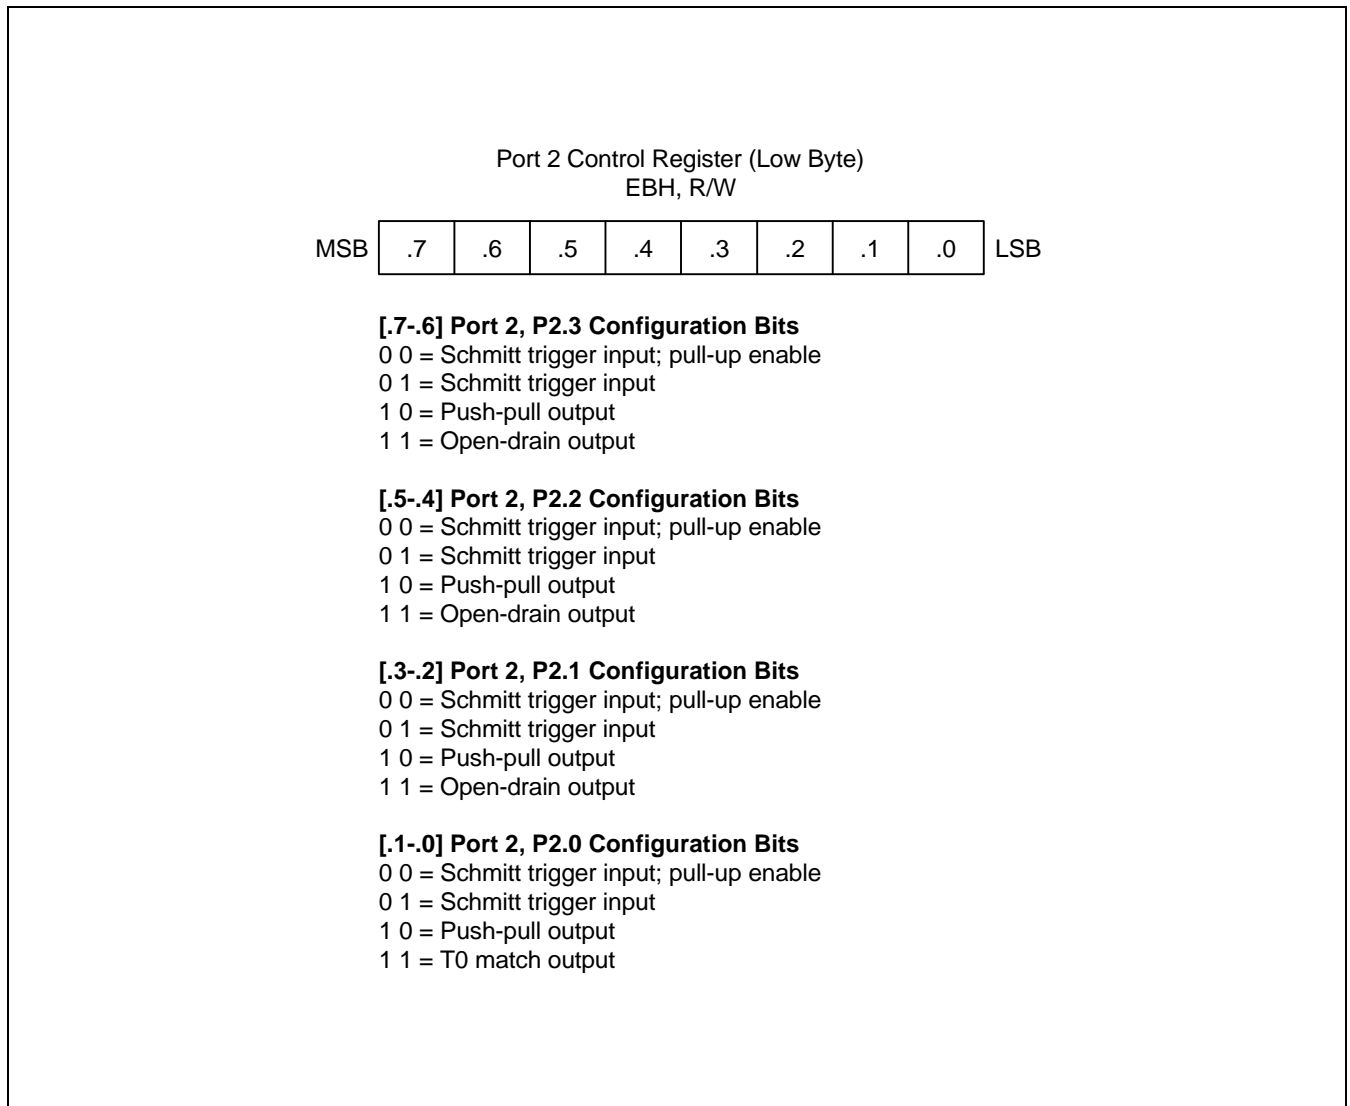 Port 2 Control Register (Low Byte)
EBH, R/W
MSB .7 .6 .5 .4 .3 .2 .1 .0 LSB
[.7-.6] Port 2, P2.3 Configuration Bits
0 0 = Schmitt trigger input; pull-up enable
0 1 = Schmitt trigger input
1 0 = Push-pull output
1 1 = Open-drain output
[.5-.4] Port 2, P2.2 Configuration Bits
0 0 = Schmitt trigger input; pull-up enable
0 1 = Schmitt trigger input
1 0 = Push-pull output
1 1 = Open-drain output
[.3-.2] Port 2, P2.1 Configuration Bits
0 0 = Schmitt trigger input; pull-up enable
0 1 = Schmitt trigger input
1 0 = Push-pull output
1 1 = Open-drain output
[.1-.0] Port 2, P2.0 Configuration Bits
0 0 = Schmitt trigger input; pull-up enable
0 1 = Schmitt trigger input
1 0 = Push-pull output
1 1 = T0 match output